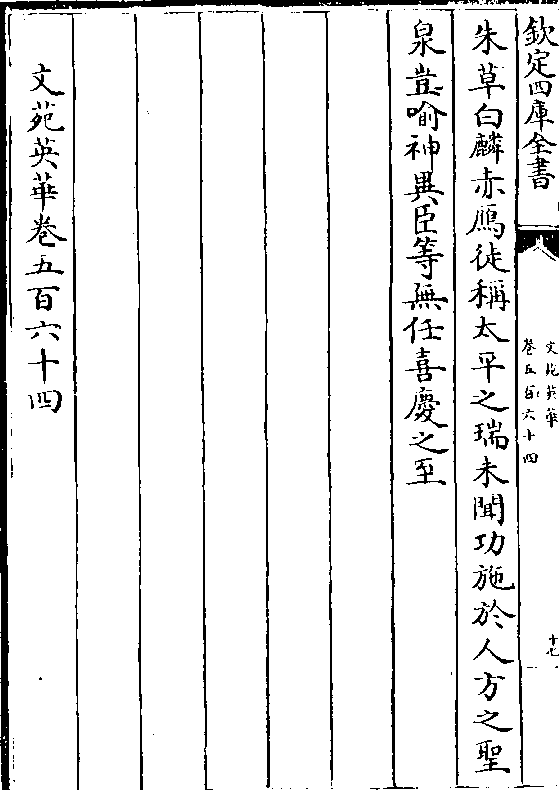 欽定四庫全書
文苑英華
卷五百六十四
十七
朱草白麟赤鴈徒稱太平之瑞未聞功施於人方之聖
泉豈喻神異臣等無任喜慶之至
文苑英華卷五百六十四